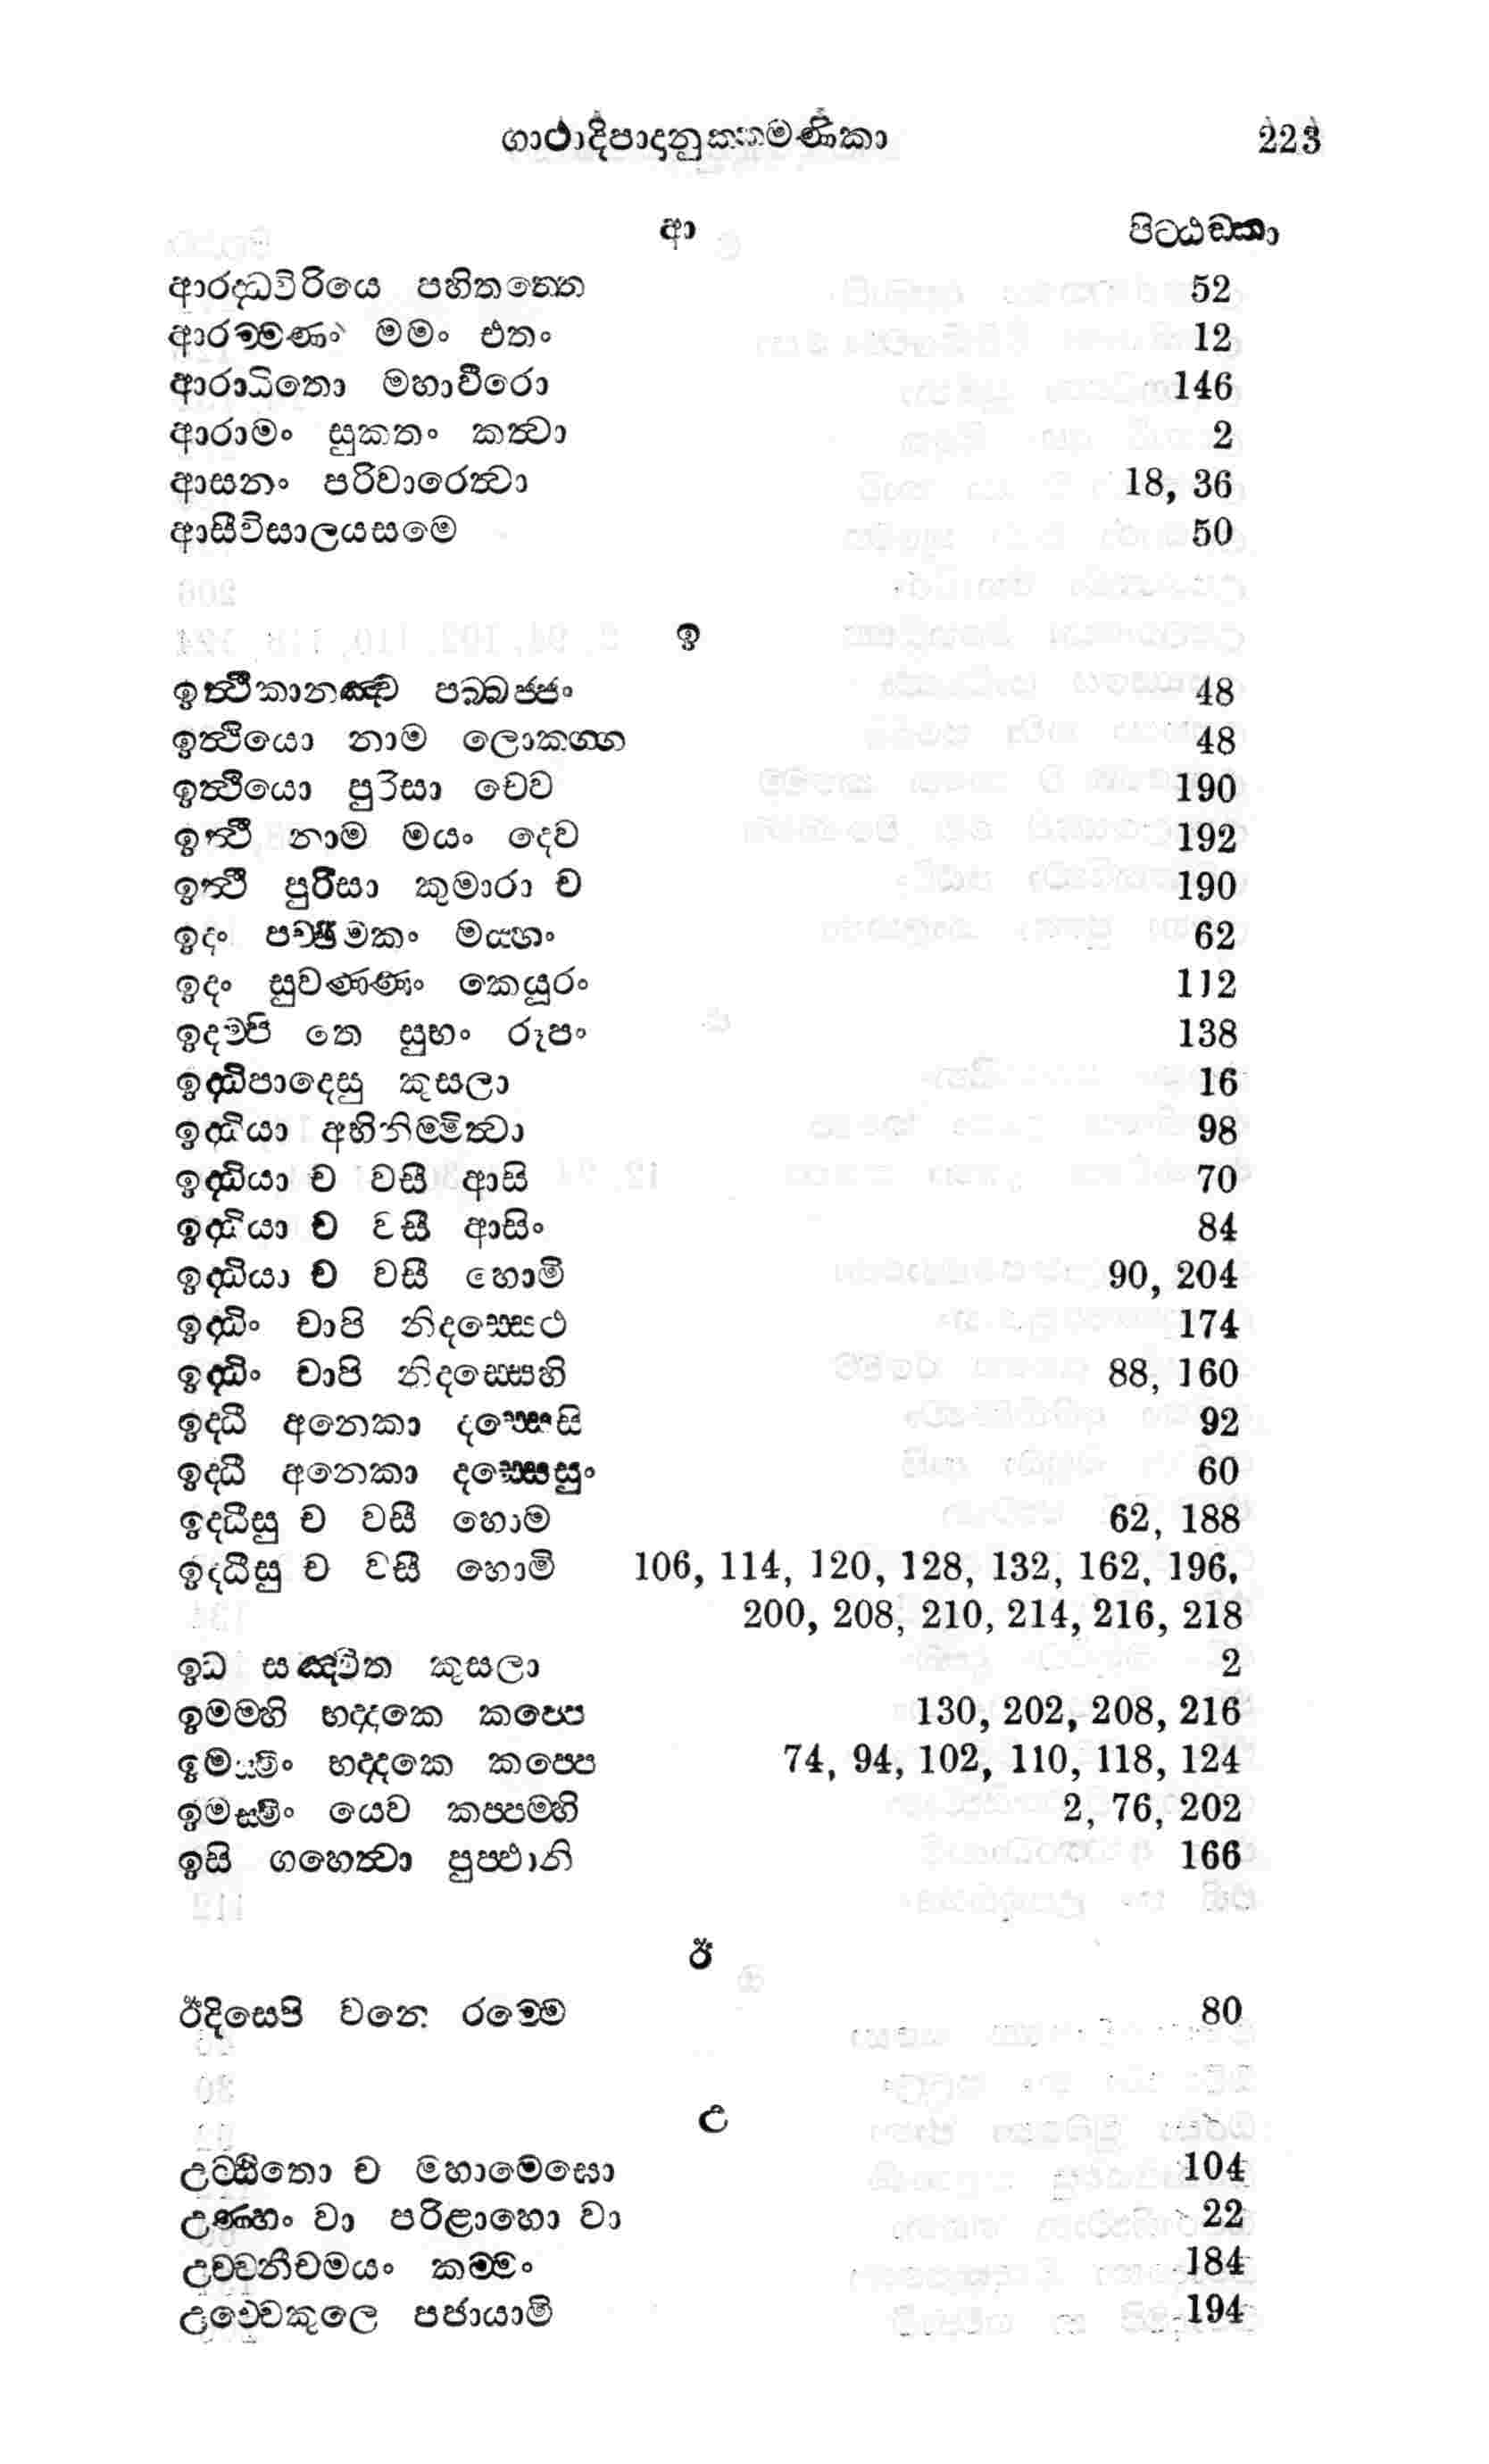 ගාථාදිපාදානුක්කමණිකා 223
ආ පිට්ඨඞ්කා
ආරද්ධවිරියෙ පහිතත්තෙ 52
ආරම්මණං මමං එතං 12
ආරාධිතො මහාවීරො 146
ආරාමං සුකතං කත්වා 2
ආසනං පරිවාරෙත්වා 18, 36
ආසීවිසාලයසමෙ 50
ඉ
ඉත්ථිකානඤ්ච පබ්බජ්ජං 48
ඉත්ථියො නාම ලොකග්ග 48
ඉත්ථියො පුරිසා චෙව 190
ඉත්ථී නාම මයං දෙව 192
ඉත්ථී පුරිසා කුමාරා ච 190
ඉදං පච්ඡිමකං මය්හං 62
ඉදං සුවණ්ණං කෙයූරං 112
ඉදම්පි තෙ සුභං රූපං 138
ඉද්ධිපාදෙසු කුසලා 16
ඉද්ධියා අභිනිම්මිත්වා 98
ඉද්ධියා ච වසී ආසි 70
ඉද්ධියා ච වසී ආසිං 84
ඉද්ධියා ච වසී හොමි 90, 204
ඉද්ධිං චාපි නිදස්සෙථ 174
ඉද්ධිං චාපි නිදස්සෙහි 88, 160
ඉද්ධී අනෙකා දස්සෙසි 92
ඉද්ධී අනෙකා දස්සෙසුං 60
ඉද්ධීසු ච වසී හොම 62, 188
ඉද්ධීසු ච වසී හොමි 106, 114, 120, 128, 132, 162, 196,
200, 208, 210, 214, 216, 218
ඉධ සඤ්චිත කුසලා 2
ඉමම්හි භද්දකෙ කප්පෙ 130, 202, 208, 216
ඉමස්මිං භද්දකෙ කප්පෙ 74, 94, 102, 110, 118, 124
ඉමස්මිං යෙව කප්පම්හි 2, 76, 202
ඉසි ගහෙත්වා පුප්ඵානි 166
ඊ
ඊදිසෙපි වනෙ රම්මෙ 80
උ
උට්ඨිතො ච මහාමෙඝො 104
උණ්හං වා පරිළාහො වා 22
උච්චනීචමයං කම්මං 184
උච්චෙකුලෙ පජායාමි 194